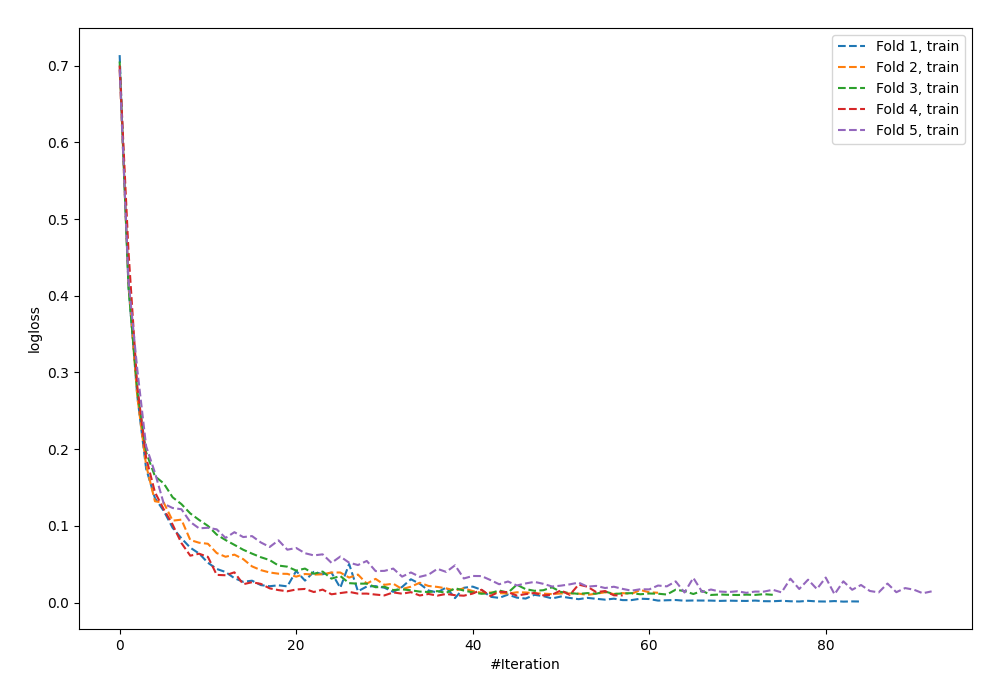 Fold 1, train
Fold 2, train
Fold 3, train
Fold 4, train
Fold 5, train
0.7
0.6
0.5
0.4
0.3
0.2
0.1
0.0
logloss
0
20
40
60
80
#Iteration